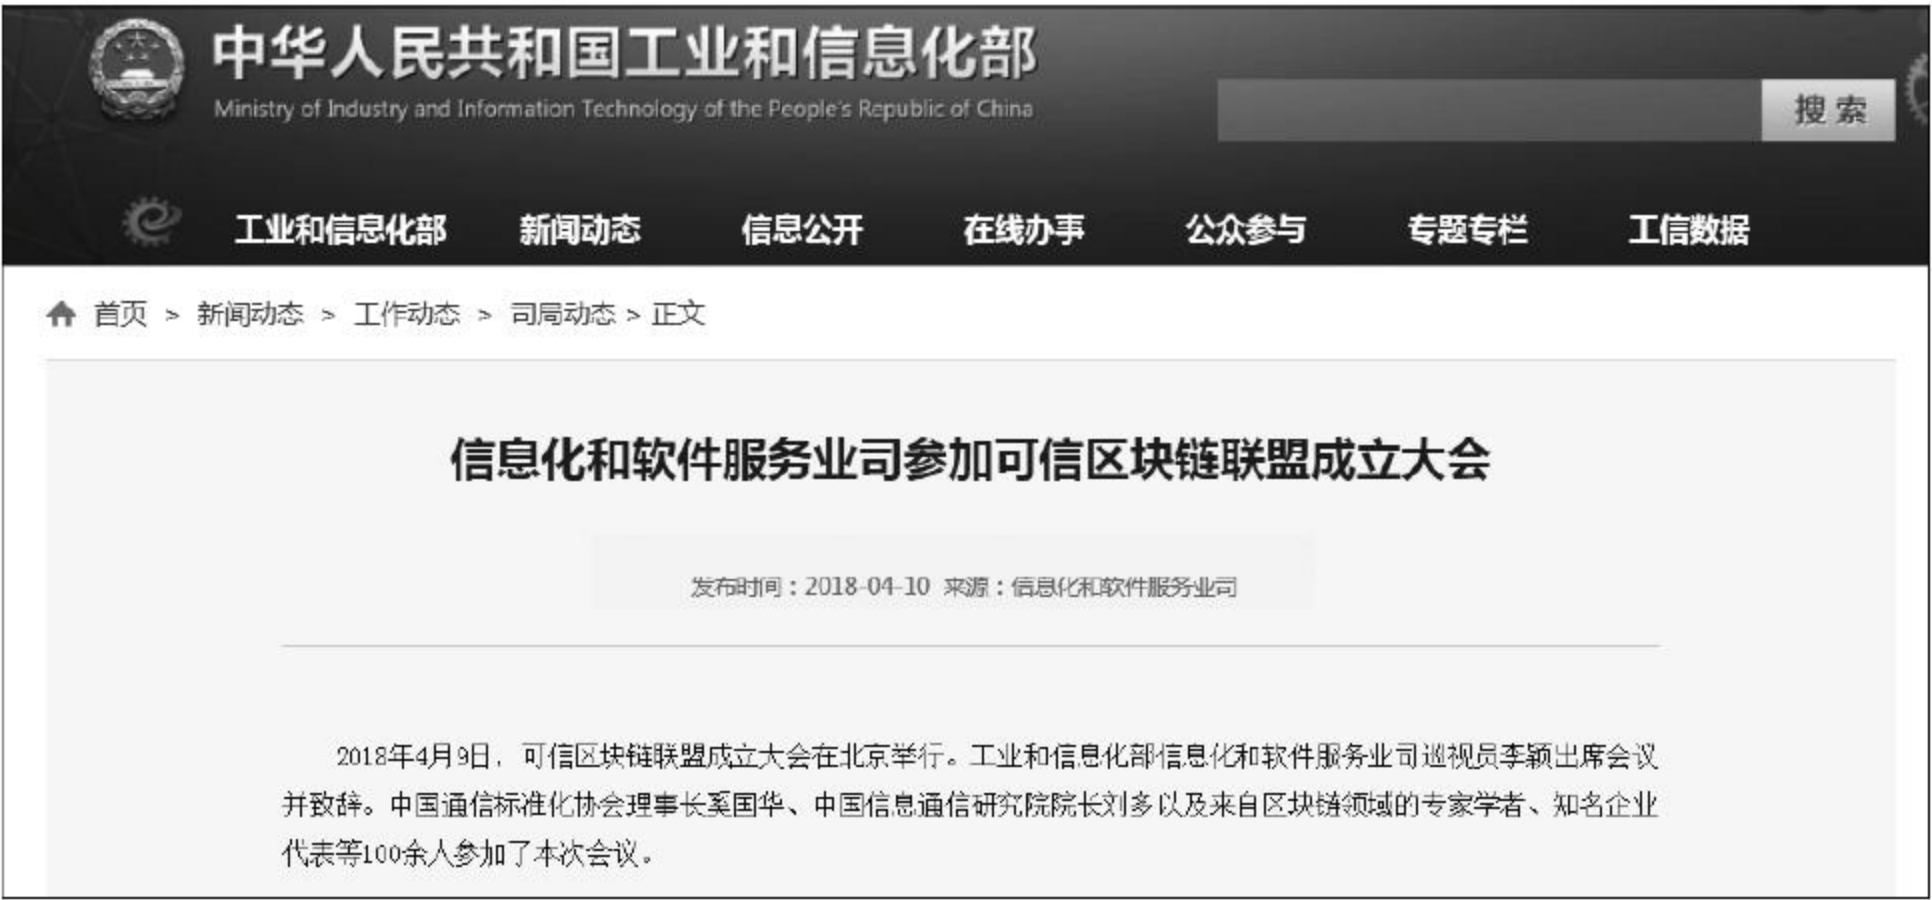 中华人民共和国工业和信息化部
Ministry of Industry and Information Technology of the People's Republic of China
搜索
工业和信息化部 新闻动态 信息公开 在线办事 公众参与 专题专栏 工信数据
首页 > 新闻动态 > 工作动态 > 司局动态 > 正文
信息化和软件服务业司参加可信区块链联盟成立大会
发布时间：2018-04-10 来源：信息化和软件服务业司
2018年4月9日，可信区块链联盟成立大会在北京举行。工业和信息化部信息化和软件服务业司巡视员李颖出席会议
并致辞。中国通信标准化协会理事长奚国华、中国信息通信研究院院长刘多以及来自区块链领域的专家学者、知名企业
代表等100余人参加了本次会议。